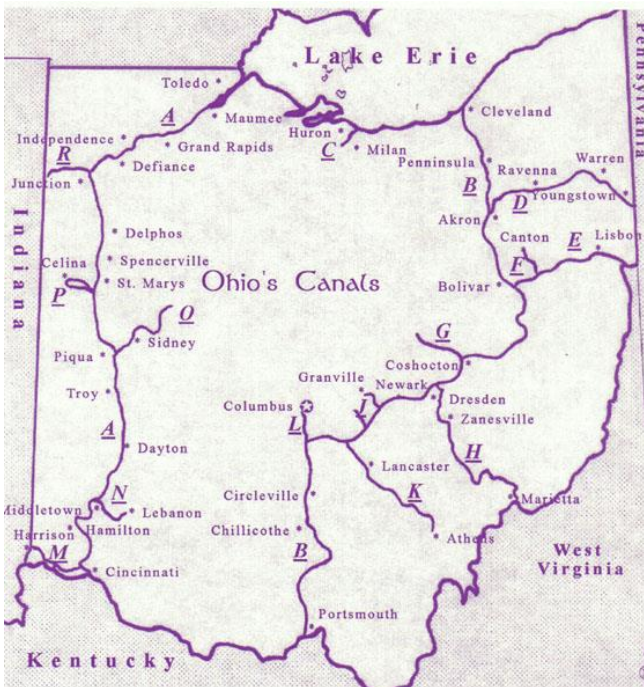 Lake Erie
Pennsylvania
Toledo
Cleveland
A
Maumee
Huron
Independence
C
Milan
Grand Rapids
Penninsula
Warren
R
Defiance
B
Ravenna
Junction
D
Youngstown
Akron
Indiana
Delphos
Canton
E
Lisbon
Spencerville
F
Celina
Ohio's Canals
St. Marys
Bolivar
P
O
G
Sidney
Piqua
Coshocton
Granville
Newark
Troy
J
Dresden
Columbus
Zanesville
L
A
Dayton
H
Lancaster
N
K
Circleville
Marietta
Middletown
Lebanon
Hamilton
Chillicothe
Harrison
B
Athens
M
West
Virginia
Cincinnati
Portsmouth
Kentucky